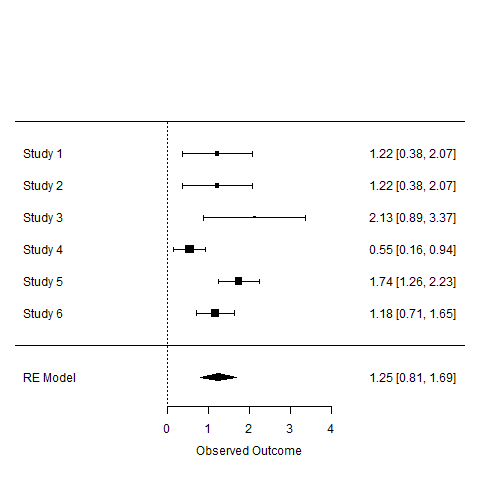 Study 1 1.22 [0.38, 2.07]
Study 2 1.22 [0.38, 2.07]
Study 3 2.13 [0.89, 3.37]
Study 4 0.55 [0.16, 0.94]
Study 5 1.74 [1.26, 2.23]
Study 6 1.18 [0.71, 1.65]
RE Model 1.25 [0.81, 1.69]
0 1 2 3 4
Observed Outcome